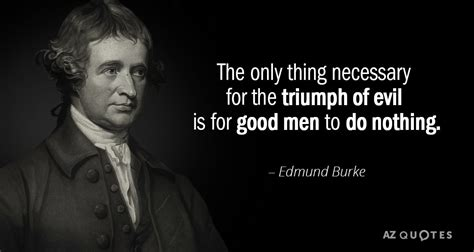 The only thing necessary
for the triumph of evil
is for good men to do nothing.
– Edmund Burke
AZ QUOTES